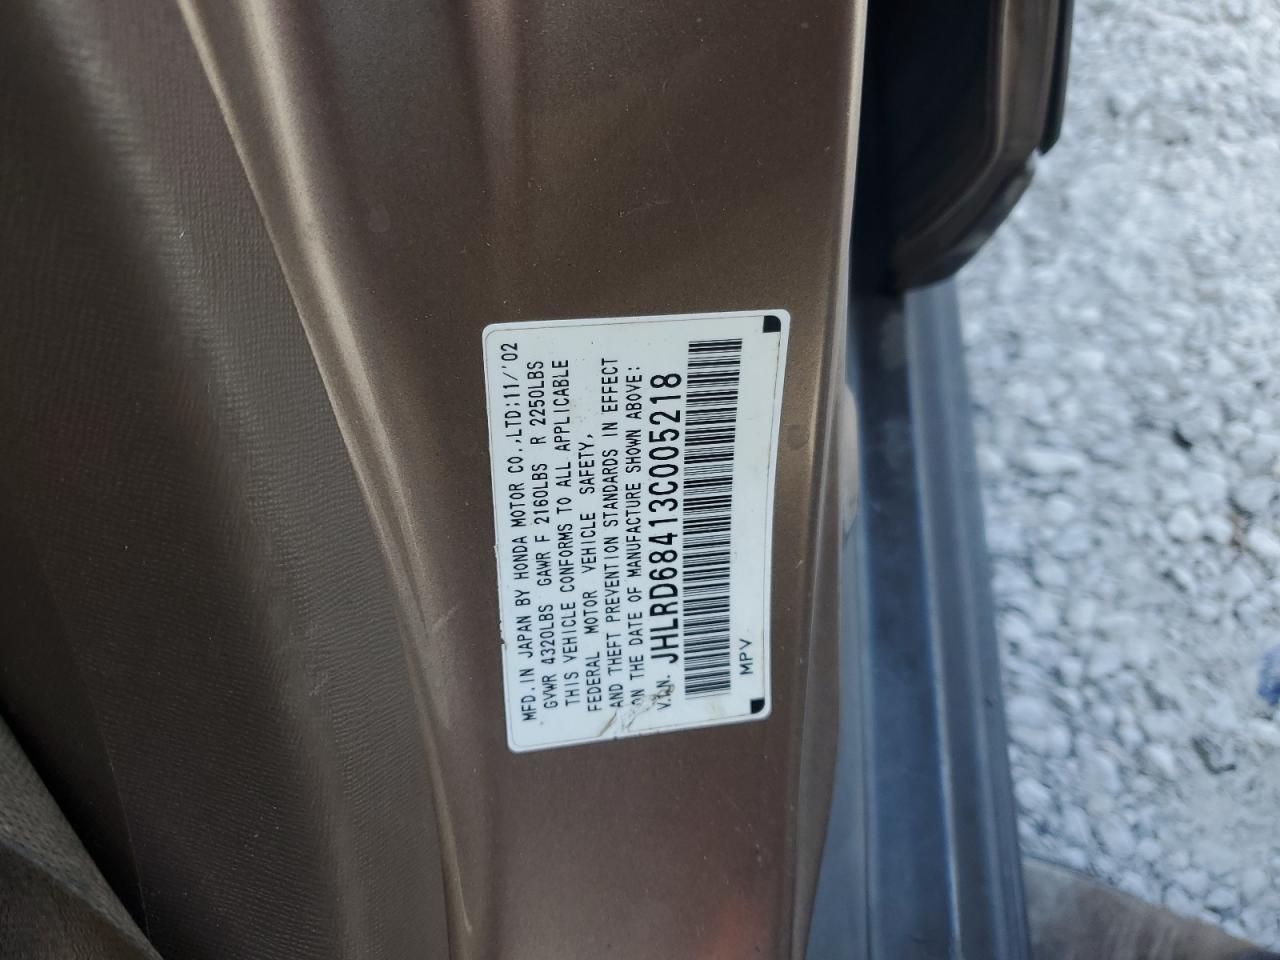 MFD. IN JAPAN BY HONDA MOTOR CO.,LTD:11/'02
GVWR 4320LBS GAWR F 2160LBS R 2250LBS
THIS VEHICLE CONFORMS TO ALL APPLICABLE
FEDERAL MOTOR VEHICLE SAFETY,
AND THEFT PREVENTION STANDARDS IN EFFECT
ON THE DATE OF MANUFACTURE SHOWN ABOVE:
V.I.N. JHLRD68413C005218
MPV